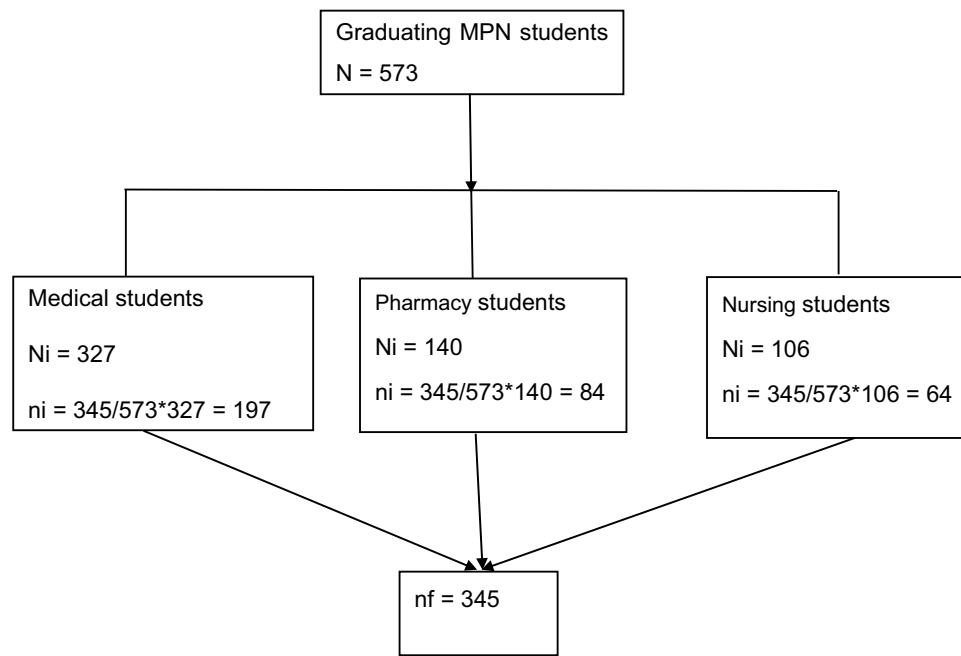 Graduating MPN students
N = 573
Medical students
Ni = 327
ni = 345/573*327 = 197
Pharmacy students
Ni = 140
ni = 345/573*140 = 84
Nursing students
Ni = 106
ni = 345/573*106 = 64
nf = 345